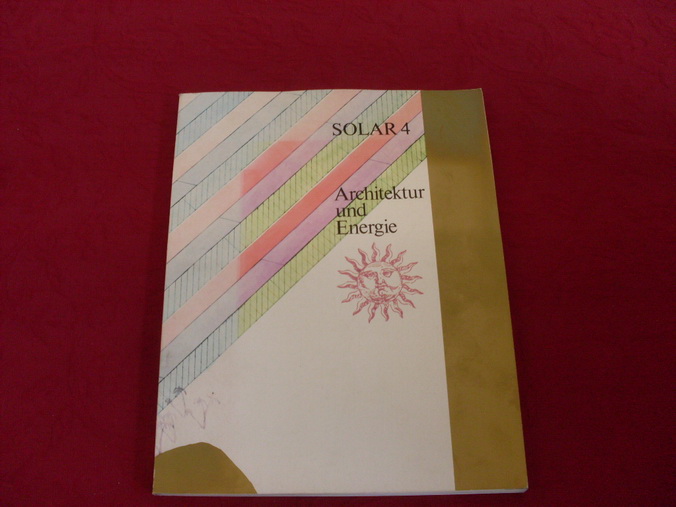 SOLAR 4
Architektur
und
Energie